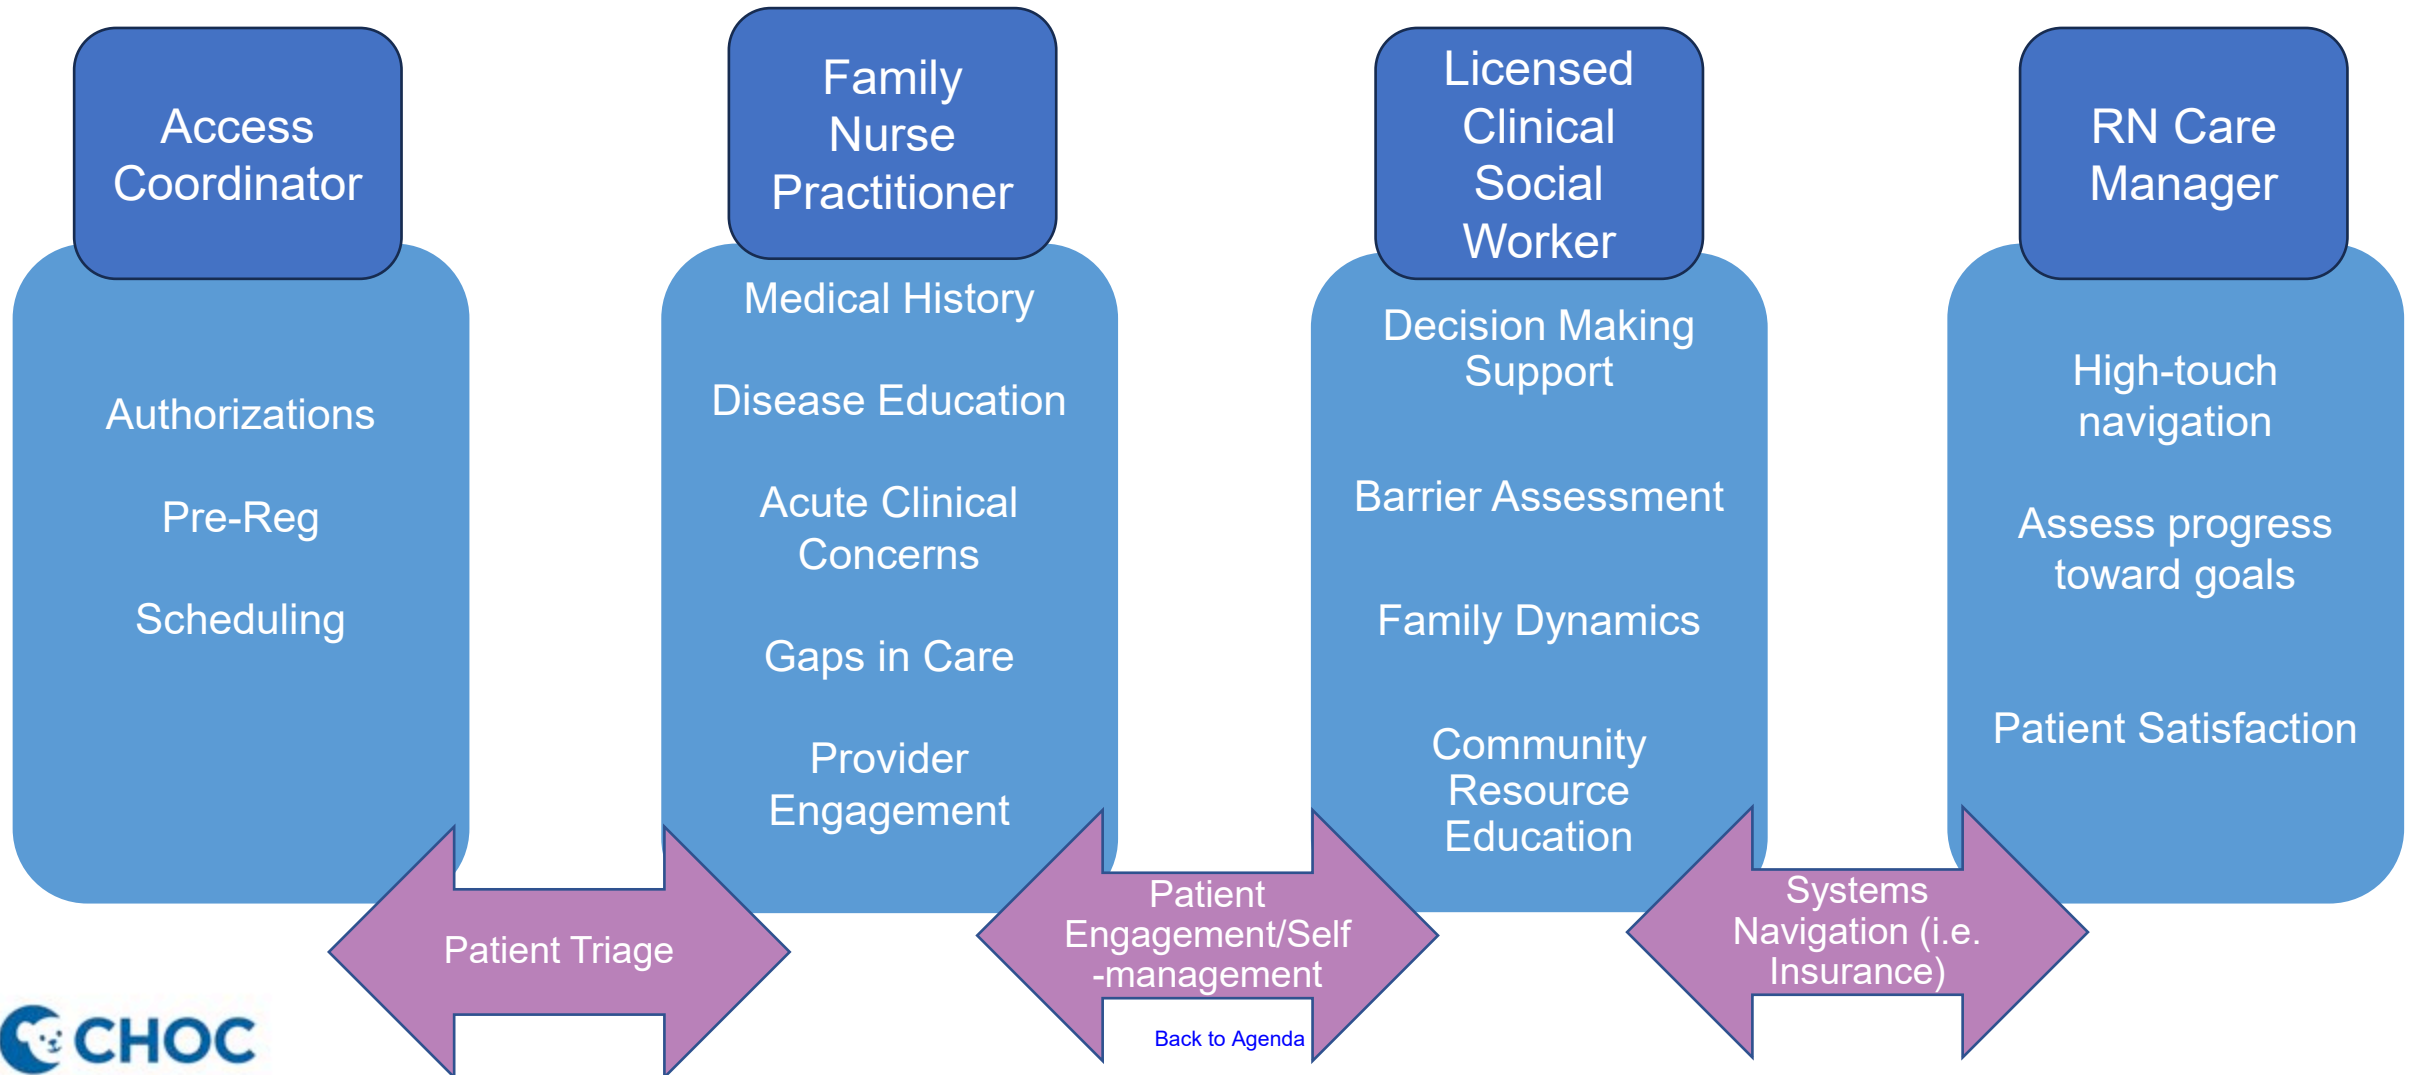 Access
Coordinator
Authorizations
Pre-Reg
Scheduling
Family
Nurse
Practitioner
Medical History
Disease Education
Acute Clinical
Concerns
Gaps in Care
Provider
Engagement
Licensed
Clinical
Social
Worker
Decision Making
Support
Barrier Assessment
Family Dynamics
Community
Resource
Education
RN Care
Manager
High-touch
navigation
Assess progress
toward goals
Patient Satisfaction
Patient Triage
Patient
Engagement/Self
-management
Systems
Navigation (i.e.
Insurance)
CHOC
Back to Agenda